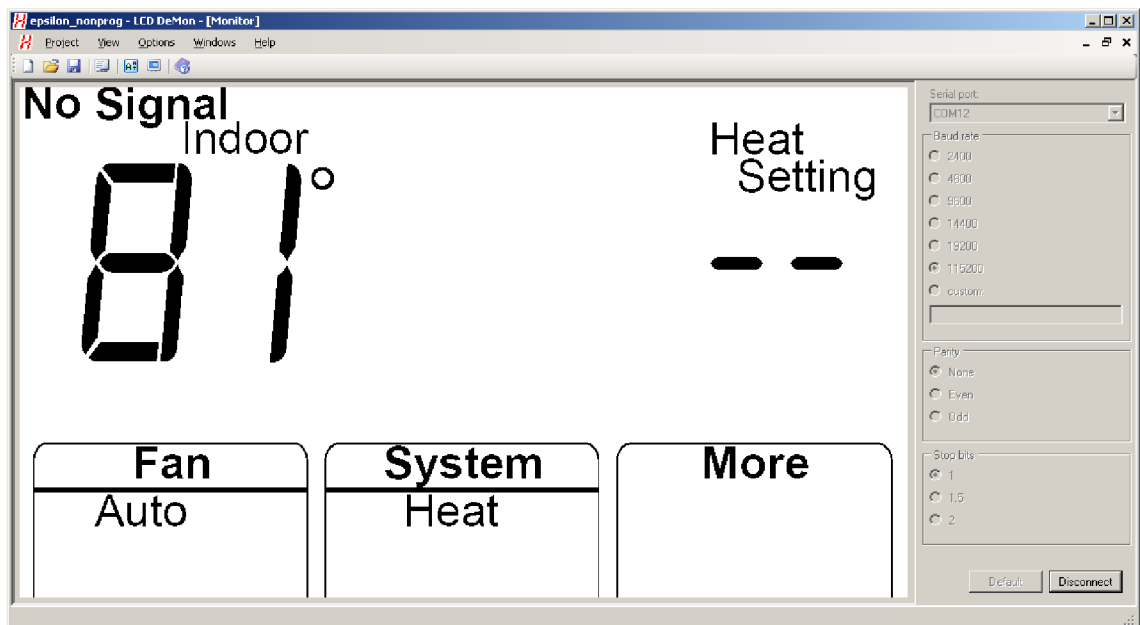 epsilon_nonprog - LCD DeMon - [Monitor]
Project View Options Windows Help
No Signal
Indoor
81°
Heat
Setting
- -
Fan
Auto
System
Heat
More
Serial port:
COM12
Baud rate
2400
4800
9600
14400
19200
115200
custom:
Parity
None
Even
Odd
Stop bits
1
1.5
2
Default
Disconnect